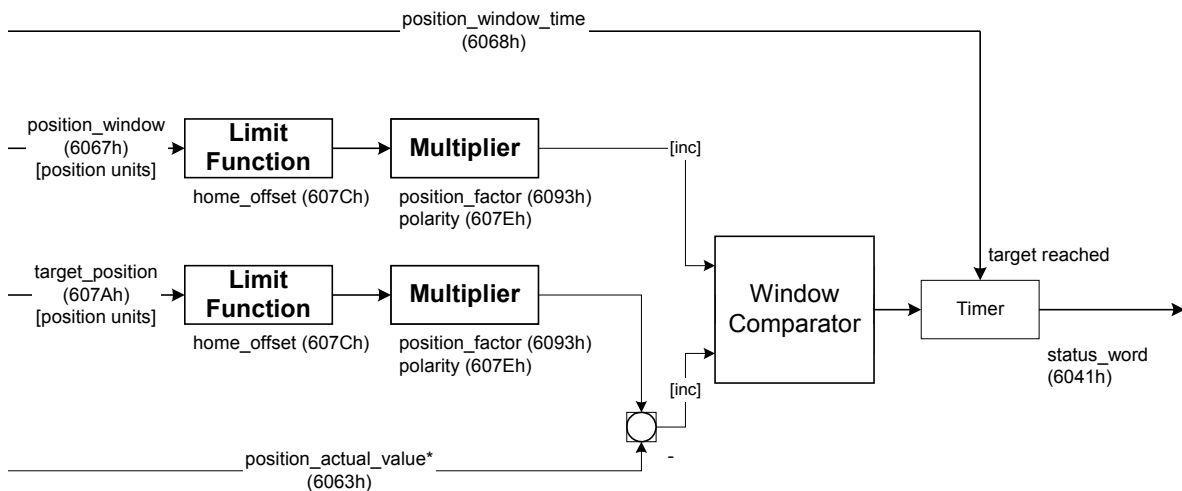 position_window_time
(6068h)
position_window
(6067h)
[position units]
Limit
Function
home_offset (607Ch)
Multiplier
position_factor (6093h)
polarity (607Eh)
[inc]
target_position
(607Ah)
[position units]
Limit
Function
home_offset (607Ch)
Multiplier
position_factor (6093h)
polarity (607Eh)
[inc]
Window
Comparator
target reached
Timer
status_word
(6041h)
-
position_actual_value*
(6063h)